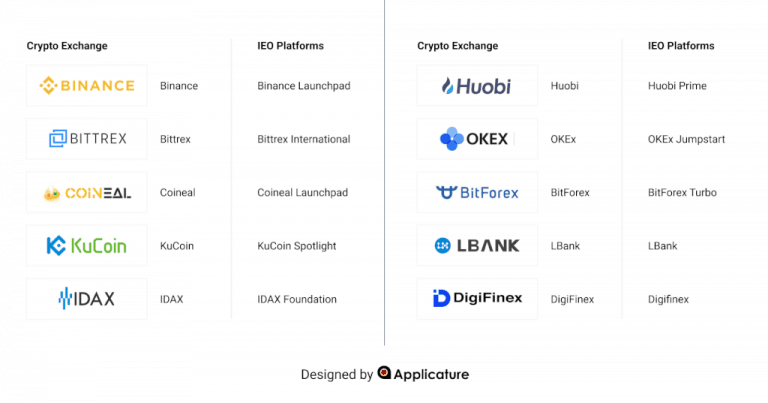 Crypto Exchange IEO Platforms
BINANCE Binance Binance Launchpad
BITTREX Bittrex Bittrex International
COINEAL Coineal Coineal Launchpad
KuCoin KuCoin KuCoin Spotlight
IDAX IDAX IDAX Foundation
Crypto Exchange IEO Platforms
Huobi Huobi Huobi Prime
OKEX OKEx OKEx Jumpstart
BitForex BitForex BitForex Turbo
LBANK LBank LBank
DigiFinex DigiFinex Digifinex
Designed by Applicature